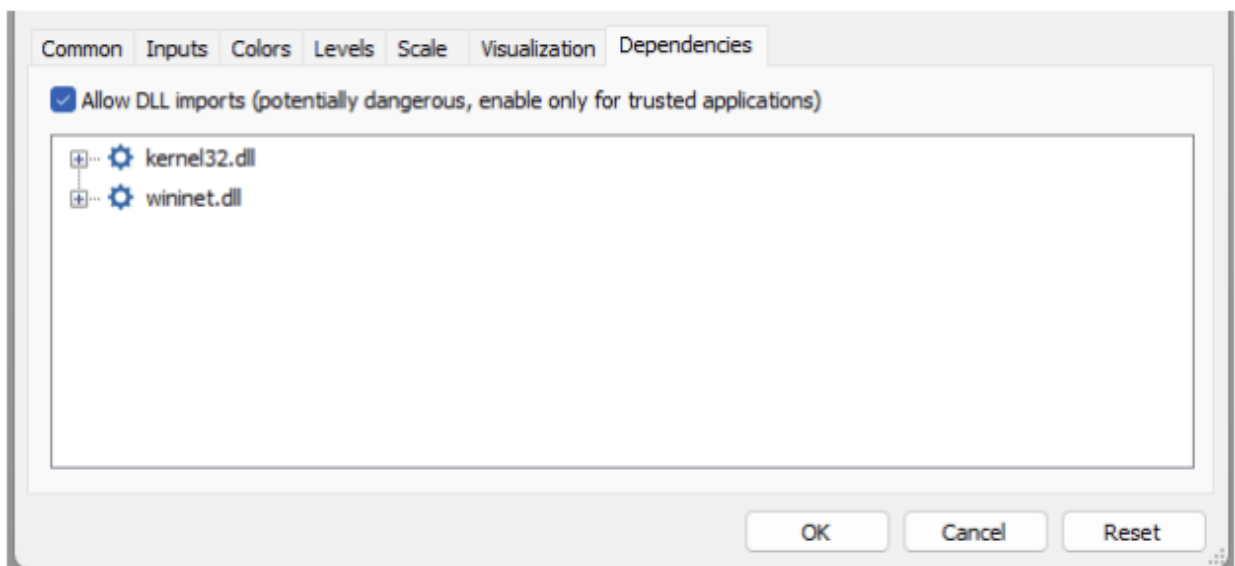 Common Inputs Colors Levels Scale Visualization Dependencies
Allow DLL imports (potentially dangerous, enable only for trusted applications)
kernel32.dll
wininet.dll
OK Cancel Reset